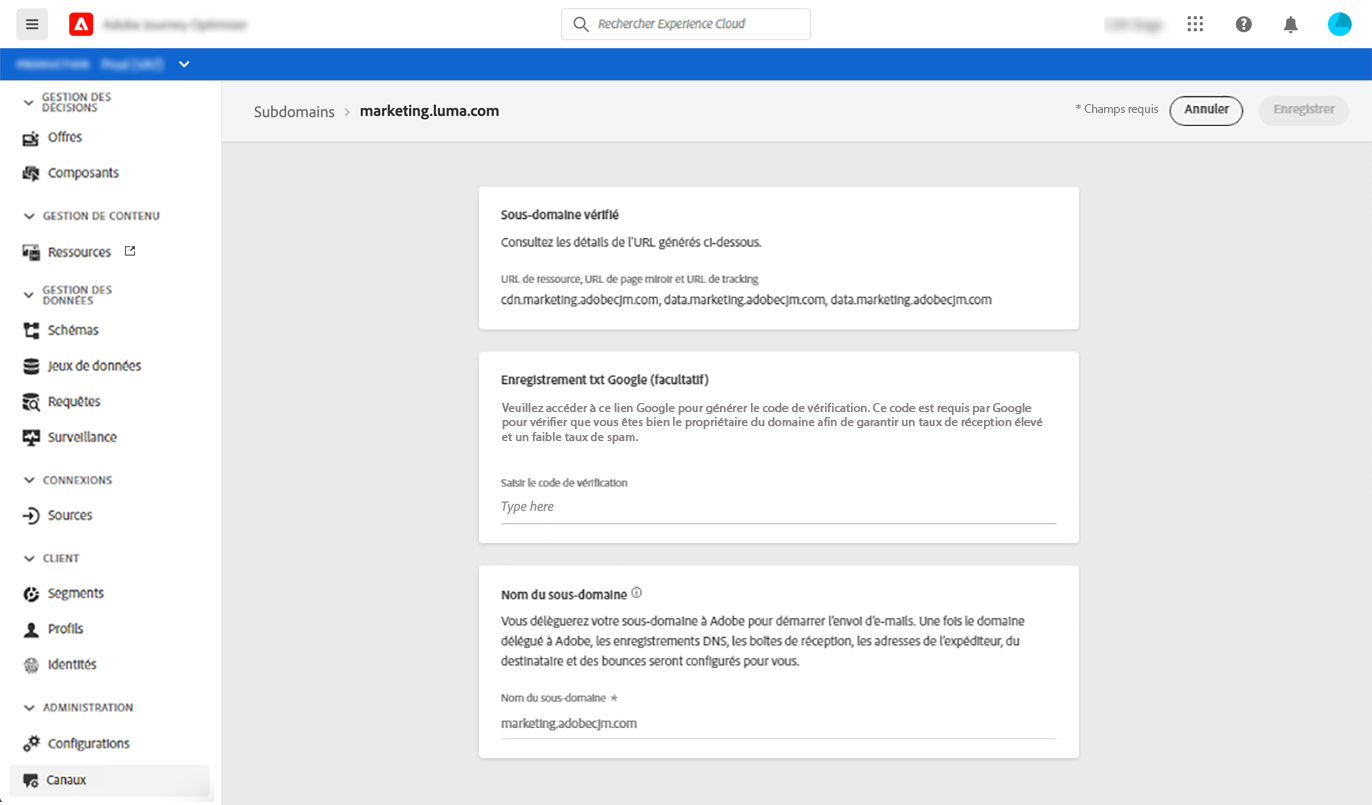 Rechercher Experience Cloud
GESTION DES
DÉCISIONS
Offres
Composants
GESTION DE CONTENU
Ressources
GESTION DES
DONNÉES
Schémas
Jeux de données
Requêtes
Surveillance
CONNEXIONS
Sources
CLIENT
Segments
Profils
Identités
ADMINISTRATION
Configurations
Canaux
Subdomains > marketing.luma.com
* Champs requis
Annuler
Enregistrer
Sous-domaine vérifié
Consultez les détails de l'URL générés ci-dessous.
URL de ressource, URL de page miroir et URL de tracking
cdn.marketing.adobecjm.com, data.marketing.adobecjm.com, data.marketing.adobecjm.com
Enregistrement txt Google (facultatif)
Veuillez accéder à ce lien Google pour générer le code de vérification. Ce code est requis par Google
pour vérifier que vous êtes bien le propriétaire du domaine afin de garantir un taux de réception élevé
et un faible taux de spam.
Saisir le code de vérification
Type here
Nom du sous-domaine
Vous délèguerez votre sous-domaine à Adobe pour démarrer l'envoi d'e-mails. Une fois le domaine
délégué à Adobe, les enregistrements DNS, les boîtes de réception, les adresses de l'expéditeur, du
destinataire et des bounces seront configurés pour vous.
Nom du sous-domaine *
marketing.adobecjm.com